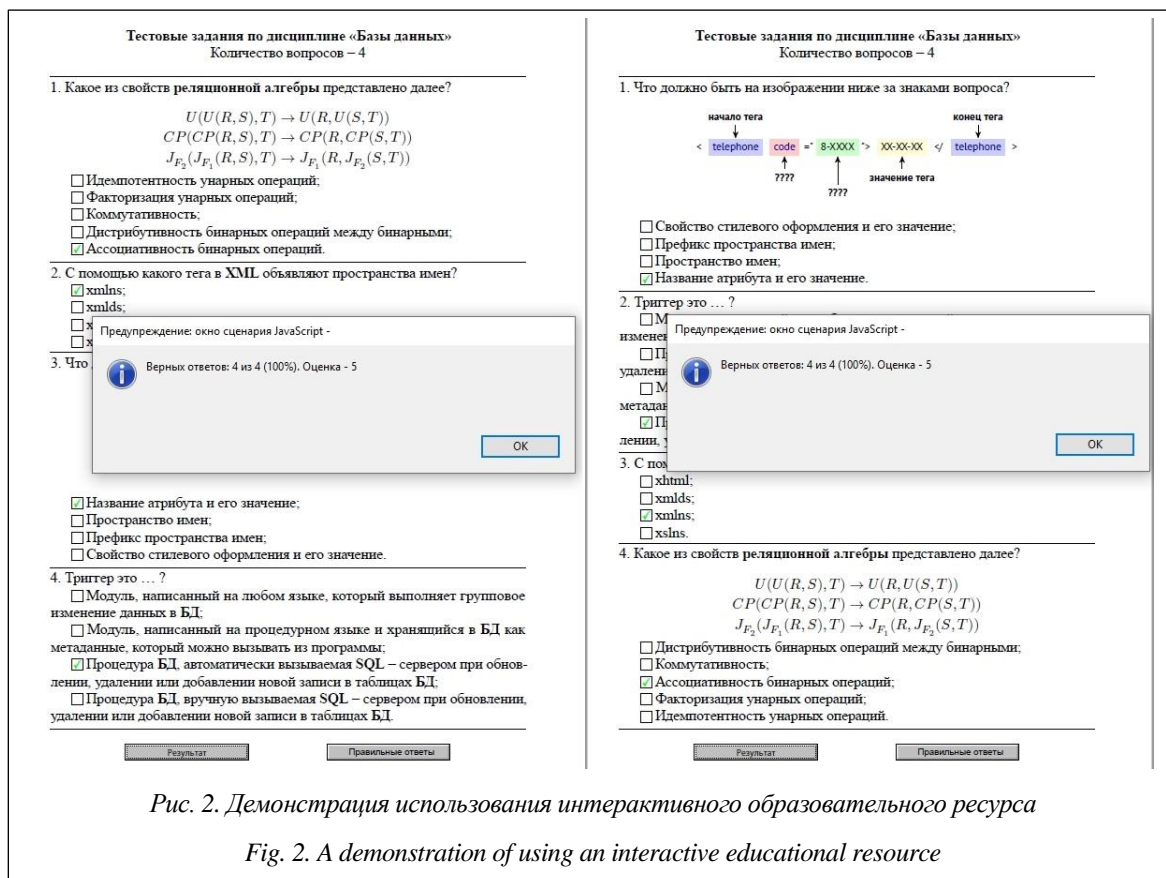 Тестовые задания по дисциплине «Базы данных»
Количество вопросов – 4
1. Какое из свойств реляционной алгебры представлено далее?
U(U(R, S), T) → U(R, U(S, T))
CP(CP(R, S), T) → CP(R, CP(S, T))
J_{F_2}(J_{F_1}(R, S), T) → J_{F_1}(R, J_{F_2}(S, T))
Идемпотентность унарных операций;
Факторизация унарных операций;
Коммутативность;
Дистрибутивность бинарных операций между бинарными;
Ассоциативность бинарных операций.
2. С помощью какого тега в XML объявляют пространства имен?
xmlns;
xmlds;
x
x
3. Что
Предупреждение: окно сценария JavaScript -
Верных ответов: 4 из 4 (100%). Оценка - 5
OK
Название атрибута и его значение;
Пространство имен;
Префикс пространства имен;
Свойство стилевого оформления и его значение.
4. Триггер это … ?
Модуль, написанный на любом языке, который выполняет групповое
изменение данных в БД;
Модуль, написанный на процедурном языке и хранящийся в БД как
метаданные, который можно вызывать из программы;
Процедура БД, автоматически вызываемая SQL – сервером при обнов-
лении, удалении или добавлении новой записи в таблицах БД;
Процедура БД, вручную вызываемая SQL – сервером при обновлении,
удалении или добавлении новой записи в таблицах БД.
Результат
Правильные ответы
Тестовые задания по дисциплине «Базы данных»
Количество вопросов – 4
1. Что должно быть на изображении ниже за знаками вопроса?
начало тега конец тега
< telephone code =" 8-XXXX "> XX-XX-XX </ telephone >
???? значение тега
????
Свойство стилевого оформления и его значение;
Префикс пространства имен;
Пространство имен;
Название атрибута и его значение.
2. Триггер это … ?
М
изменен
П
удалени
М
метадан
П
лении, у
Предупреждение: окно сценария JavaScript -
Верных ответов: 4 из 4 (100%). Оценка - 5
OK
3. С пом
xhtml;
xmlds;
xmlns;
xslns.
4. Какое из свойств реляционной алгебры представлено далее?
U(U(R, S), T) → U(R, U(S, T))
CP(CP(R, S), T) → CP(R, CP(S, T))
J_{F_2}(J_{F_1}(R, S), T) → J_{F_1}(R, J_{F_2}(S, T))
Дистрибутивность бинарных операций между бинарными;
Коммутативность;
Ассоциативность бинарных операций;
Факторизация унарных операций;
Идемпотентность унарных операций.
Результат
Правильные ответы
Рис. 2. Демонстрация использования интерактивного образовательного ресурса
Fig. 2. A demonstration of using an interactive educational resource